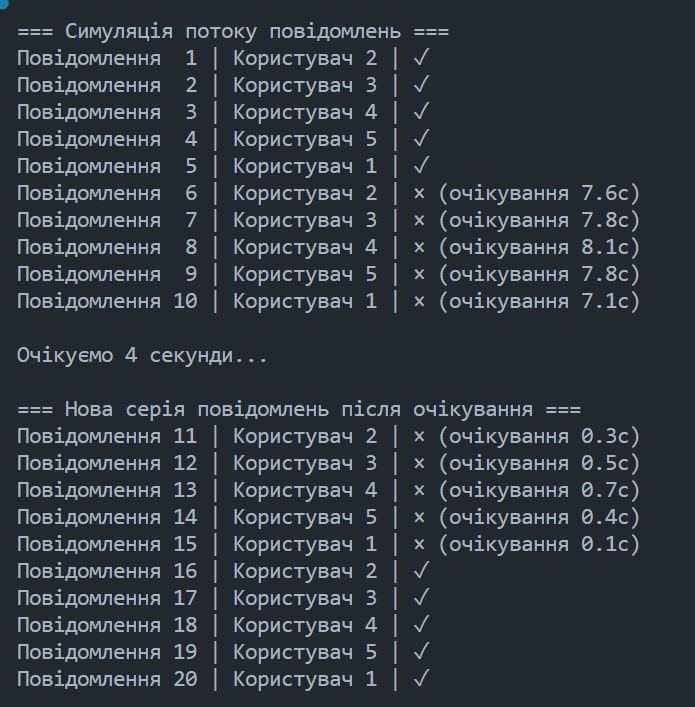 === Симуляція потоку повідомлень ===
Повідомлення  1 | Користувач 2 | ✓
Повідомлення  2 | Користувач 3 | ✓
Повідомлення  3 | Користувач 4 | ✓
Повідомлення  4 | Користувач 5 | ✓
Повідомлення  5 | Користувач 1 | ✓
Повідомлення  6 | Користувач 2 | × (очікування 7.6с)
Повідомлення  7 | Користувач 3 | × (очікування 7.8с)
Повідомлення  8 | Користувач 4 | × (очікування 8.1с)
Повідомлення  9 | Користувач 5 | × (очікування 7.8с)
Повідомлення 10 | Користувач 1 | × (очікування 7.1с)
Очікуємо 4 секунди...
=== Нова серія повідомлень після очікування ===
Повідомлення 11 | Користувач 2 | × (очікування 0.3с)
Повідомлення 12 | Користувач 3 | × (очікування 0.5с)
Повідомлення 13 | Користувач 4 | × (очікування 0.7с)
Повідомлення 14 | Користувач 5 | × (очікування 0.4с)
Повідомлення 15 | Користувач 1 | × (очікування 0.1с)
Повідомлення 16 | Користувач 2 | ✓
Повідомлення 17 | Користувач 3 | ✓
Повідомлення 18 | Користувач 4 | ✓
Повідомлення 19 | Користувач 5 | ✓
Повідомлення 20 | Користувач 1 | ✓